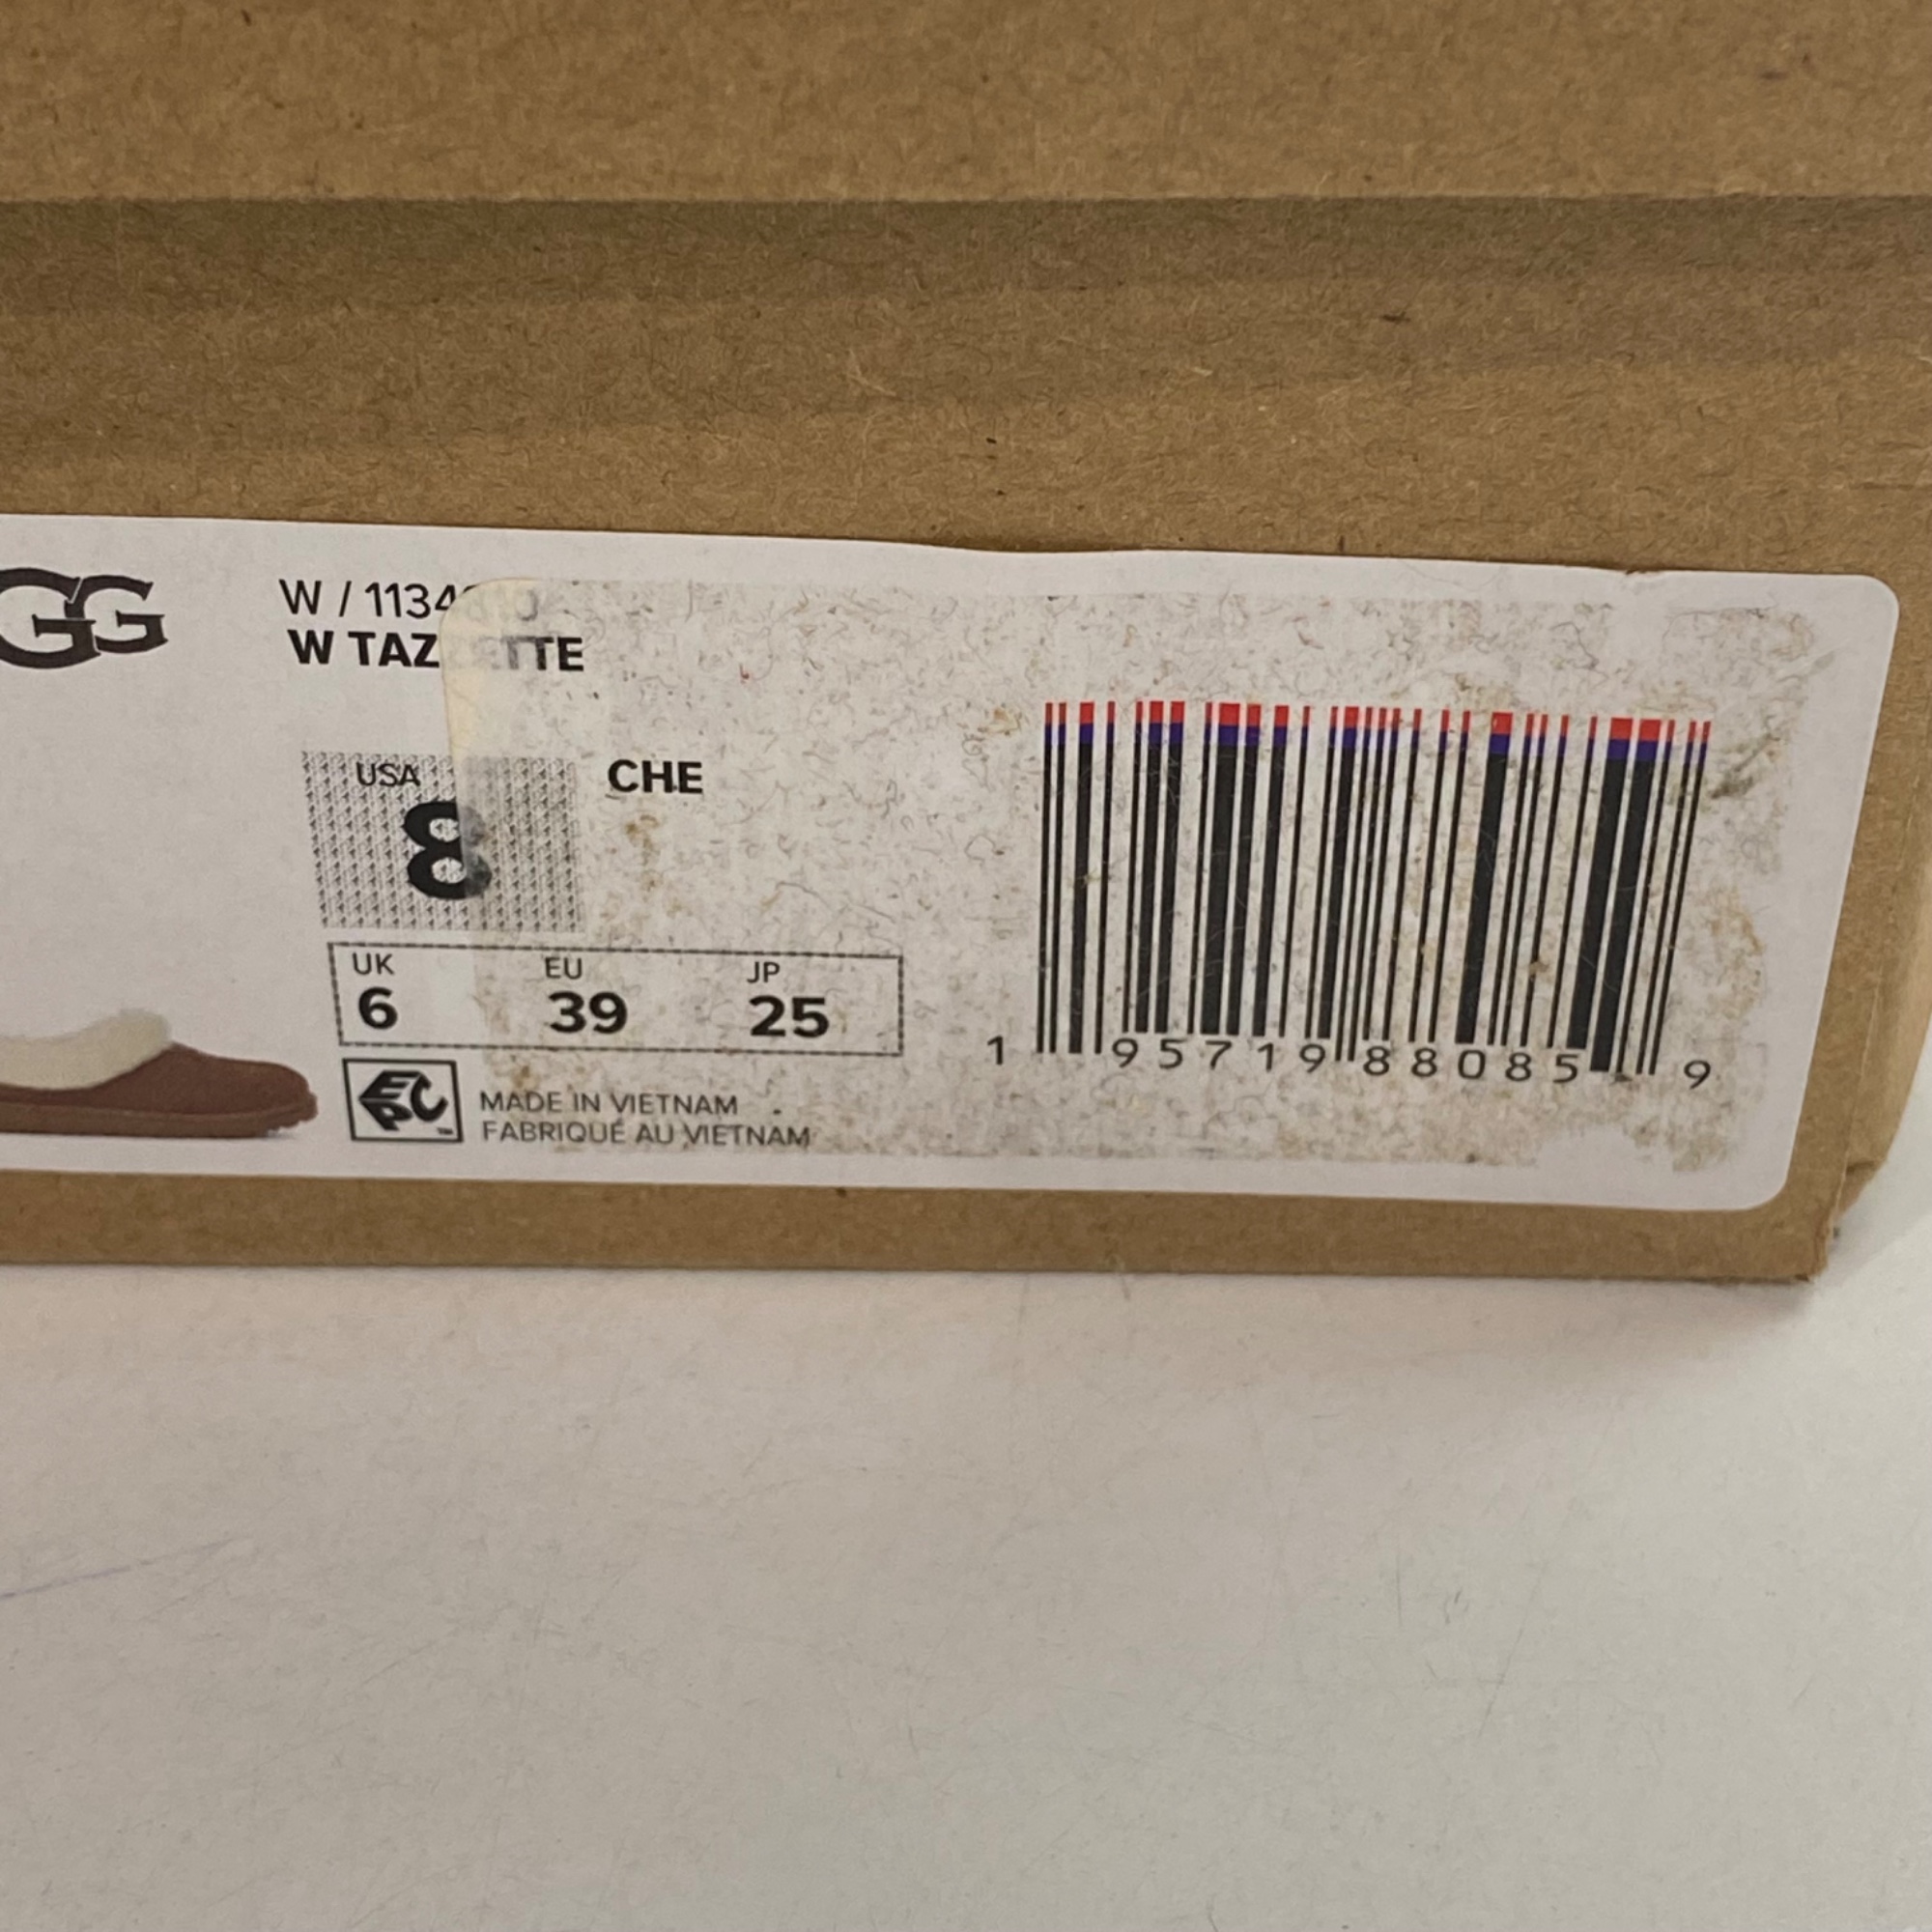 GG
W / 1134
W TAZ TTE
USA
8
CHE
UK EU JP
6 39 25
MADE IN VIETNAM
FABRIQUÉ AU VIETNAM
1 95719 88085 9